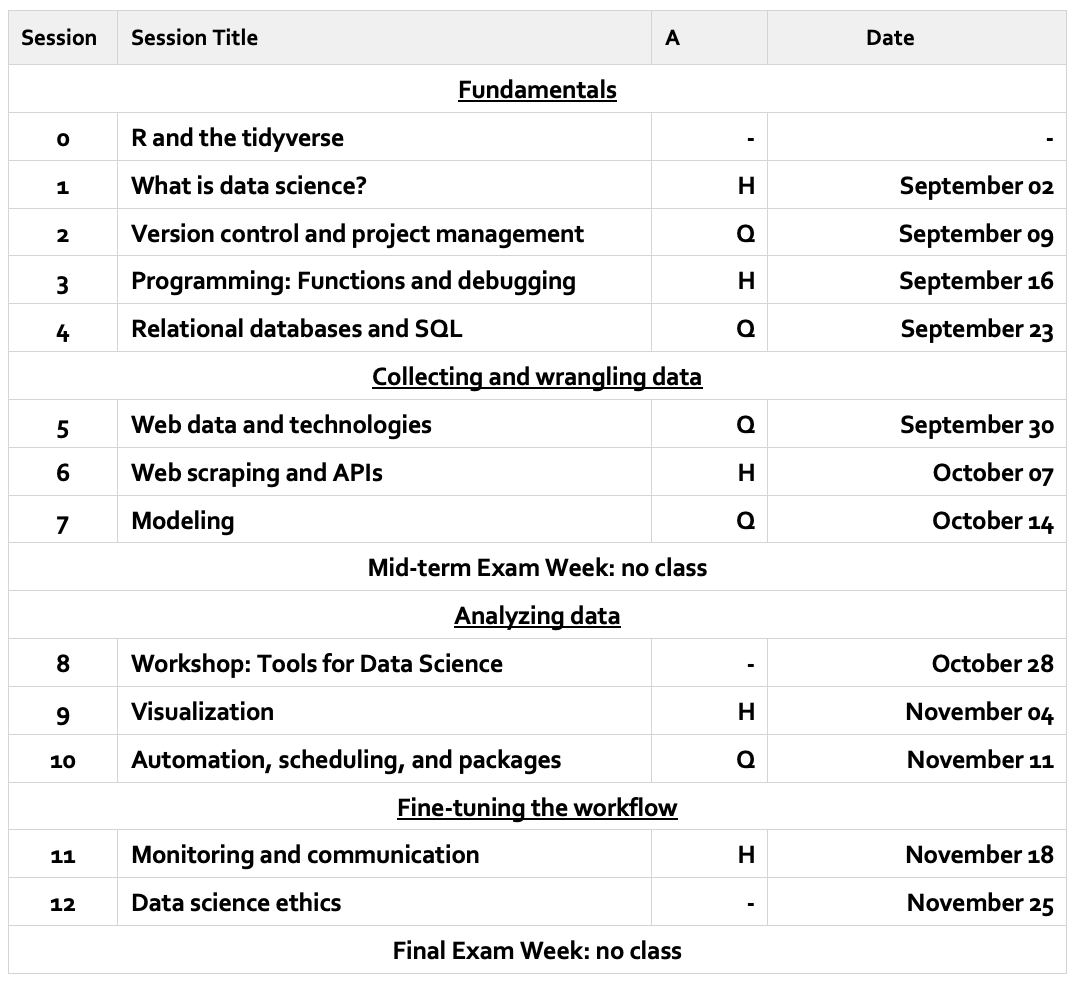 Session Session Title A Date
Fundamentals
0 R and the tidyverse - -
1 What is data science? H September 02
2 Version control and project management Q September 09
3 Programming: Functions and debugging H September 16
4 Relational databases and SQL Q September 23
Collecting and wrangling data
5 Web data and technologies Q September 30
6 Web scraping and APIs H October 07
7 Modeling Q October 14
Mid-term Exam Week: no class
Analyzing data
8 Workshop: Tools for Data Science - October 28
9 Visualization H November 04
10 Automation, scheduling, and packages Q November 11
Fine-tuning the workflow
11 Monitoring and communication H November 18
12 Data science ethics - November 25
Final Exam Week: no class